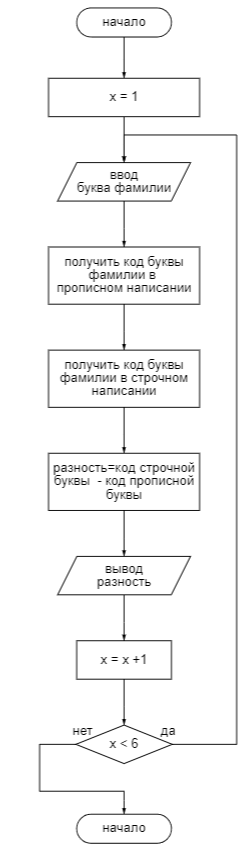 начало
x = 1
ввод
буква фамилии
получить код буквы
фамилии в
прописном написании
получить код буквы
фамилии в строчном
написании
разность=код строчной
буквы - код прописной
буквы
вывод
разность
x = x +1
нет
да
x < 6
начало